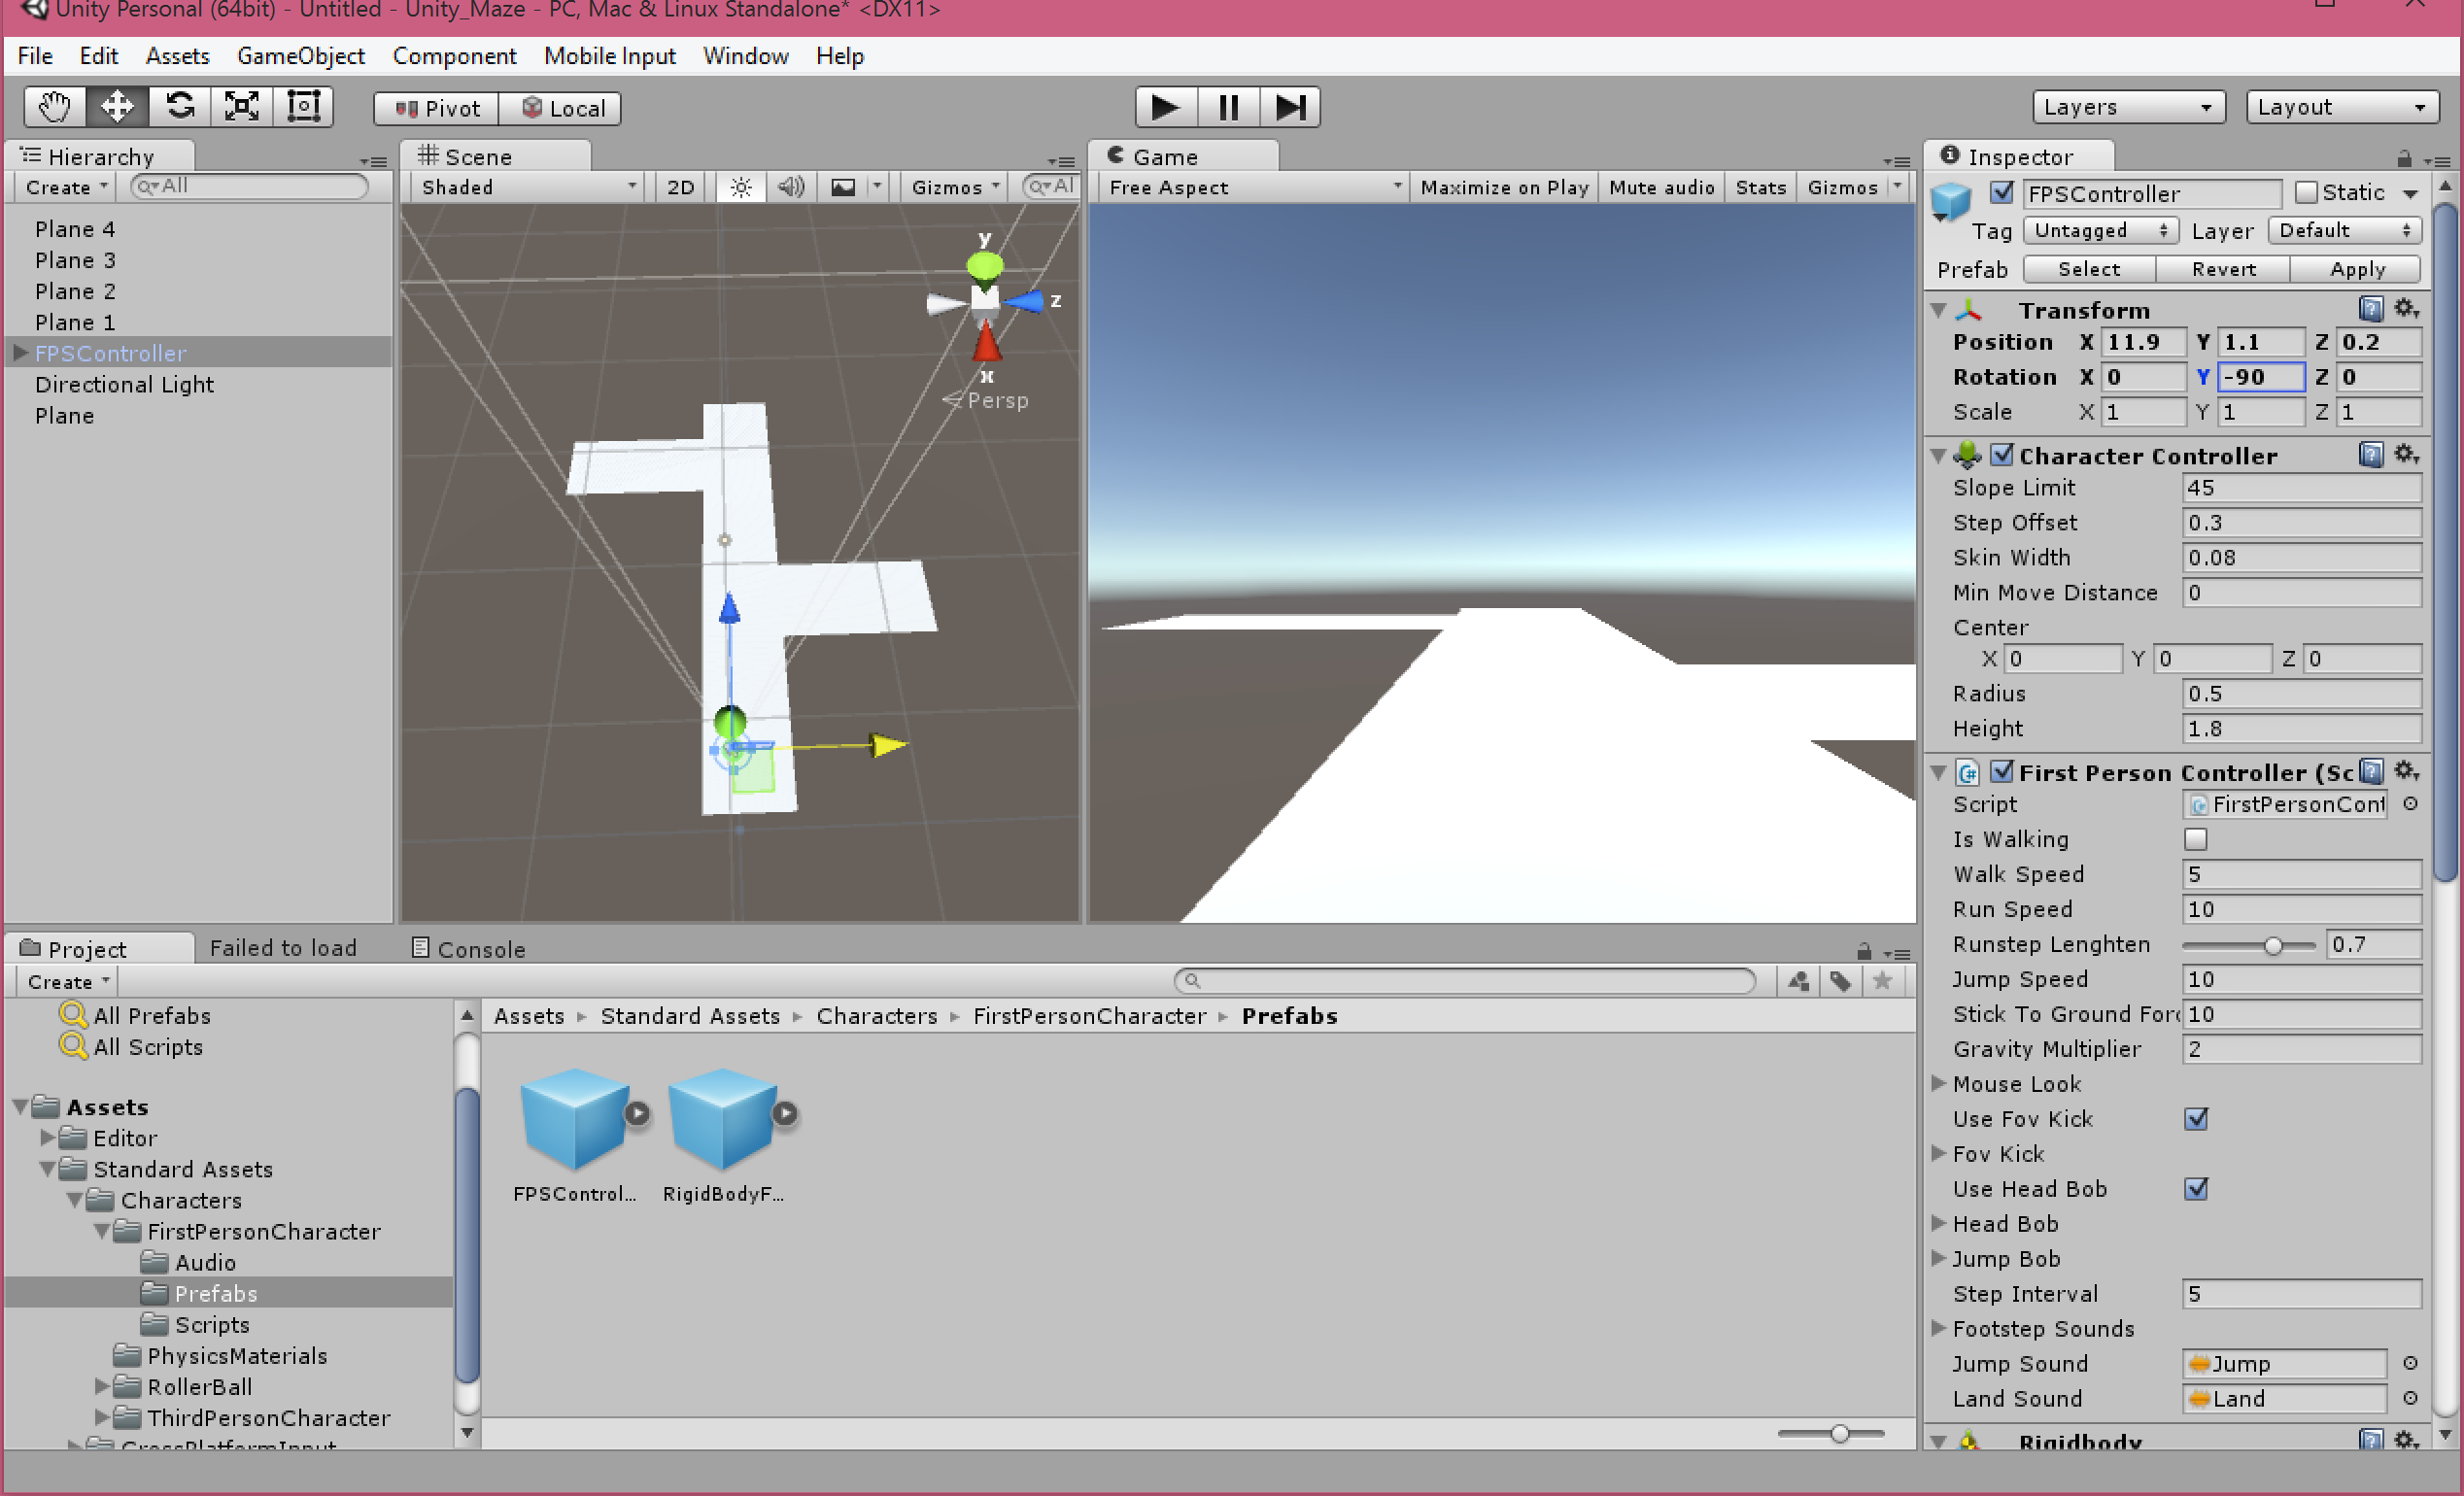 Unity Personal (64bit) - Untitled - Unity_Maze - PC, Mac & Linux Standalone* <DX11>
File Edit Assets GameObject Component Mobile Input Window Help
Pivot Local Layers Layout
Hierarchy
Create All
Plane 4
Plane 3
Plane 2
Plane 1
FPSController
Directional Light
Plane
Scene
Shaded 2D Gizmos Al
y
z
x
Persp
Game
Free Aspect Maximize on Play Mute audio Stats Gizmos
Inspector
FPSController Static
Tag Untagged Layer Default
Prefab Select Revert Apply
Transform
Position X 11.9 Y 1.1 Z 0.2
Rotation X 0 Y -90 Z 0
Scale X 1 Y 1 Z 1
Character Controller
Slope Limit 45
Step Offset 0.3
Skin Width 0.08
Min Move Distance 0
Center
X 0 Y 0 Z 0
Radius 0.5
Height 1.8
First Person Controller (Sc
Script FirstPersonCont
Is Walking
Walk Speed 5
Run Speed 10
Runstep Lenghten 0.7
Jump Speed 10
Stick To Ground Forc 10
Gravity Multiplier 2
Mouse Look
Use Fov Kick
Fov Kick
Use Head Bob
Head Bob
Jump Bob
Step Interval 5
Footstep Sounds
Jump Sound Jump
Land Sound Land
Rigidbody
Project Failed to load Console
Create
All Prefabs
All Scripts
Assets
Editor
Standard Assets
Characters
FirstPersonCharacter
Audio
Prefabs
Scripts
PhysicsMaterials
RollerBall
ThirdPersonCharacter
CrossPlatformInput
Assets Standard Assets Characters FirstPersonCharacter Prefabs
FPSControl... RigidBodyF...